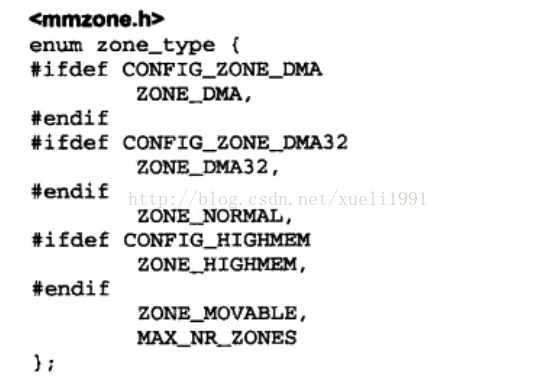 <mmzone.h>
enum zone_type {
#ifdef CONFIG_ZONE_DMA
ZONE_DMA,
#endif
#ifdef CONFIG_ZONE_DMA32
ZONE_DMA32,
#endif
http://blog.csdn.net/xueli1991
ZONE_NORMAL,
#ifdef CONFIG_HIGHMEM
ZONE_HIGHMEM,
#endif
ZONE_MOVABLE,
MAX_NR_ZONES
};